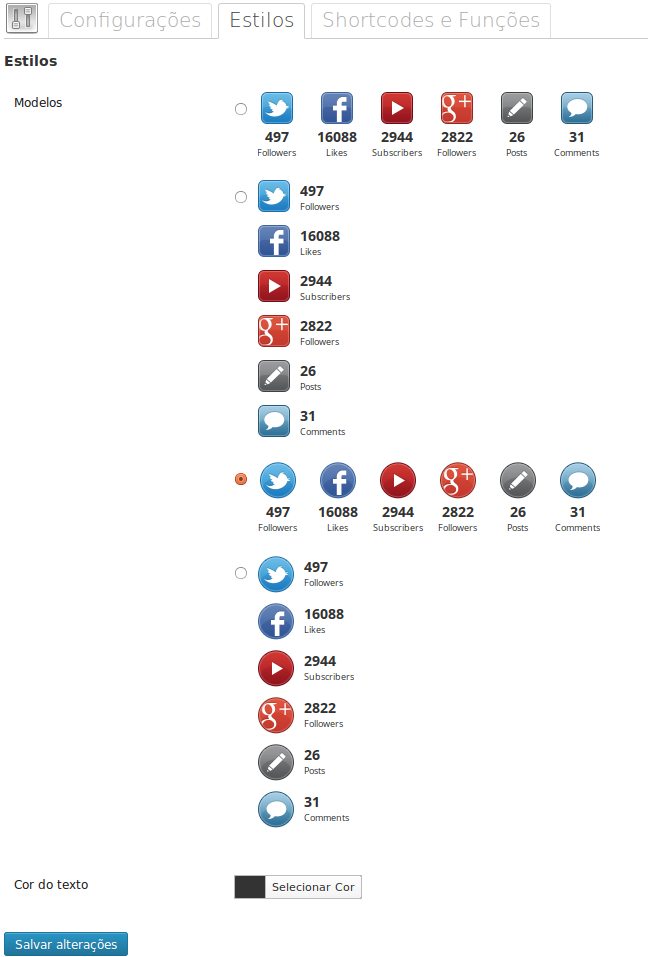 Configurações Estilos Shortcodes e Funções
Estilos
Modelos
497 16088 2944 2822 26 31
Followers Likes Subscribers Followers Posts Comments
497
Followers
16088
Likes
2944
Subscribers
2822
Followers
26
Posts
31
Comments
497 16088 2944 2822 26 31
Followers Likes Subscribers Followers Posts Comments
497
Followers
16088
Likes
2944
Subscribers
2822
Followers
26
Posts
31
Comments
Cor do texto Selecionar Cor
Salvar alterações